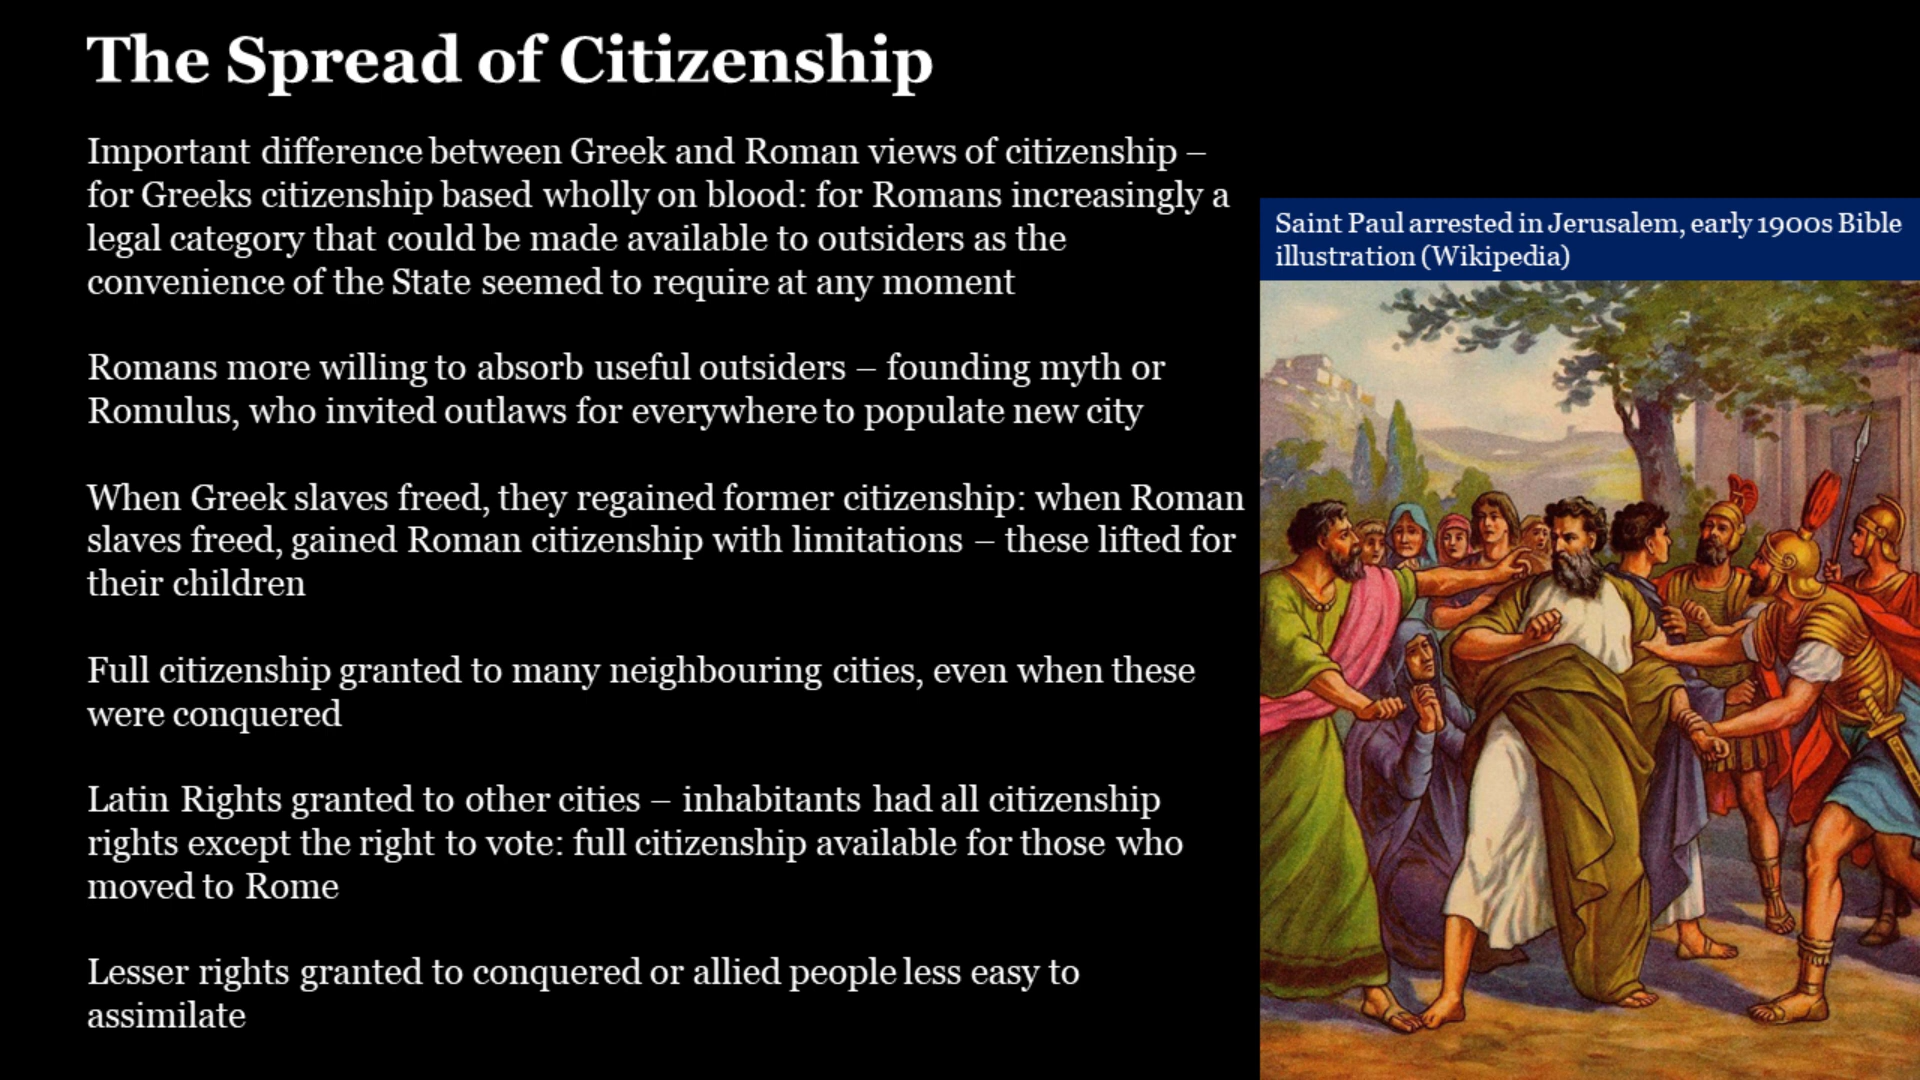 The Spread of Citizenship
Important difference between Greek and Roman views of citizenship –
for Greeks citizenship based wholly on blood: for Romans increasingly a
legal category that could be made available to outsiders as the
convenience of the State seemed to require at any moment
Romans more willing to absorb useful outsiders – founding myth or
Romulus, who invited outlaws for everywhere to populate new city
When Greek slaves freed, they regained former citizenship: when Roman
slaves freed, gained Roman citizenship with limitations – these lifted for
their children
Full citizenship granted to many neighbouring cities, even when these
were conquered
Latin Rights granted to other cities – inhabitants had all citizenship
rights except the right to vote: full citizenship available for those who
moved to Rome
Lesser rights granted to conquered or allied people less easy to
assimilate
Saint Paul arrested in Jerusalem, early 1900s Bible
illustration (Wikipedia)